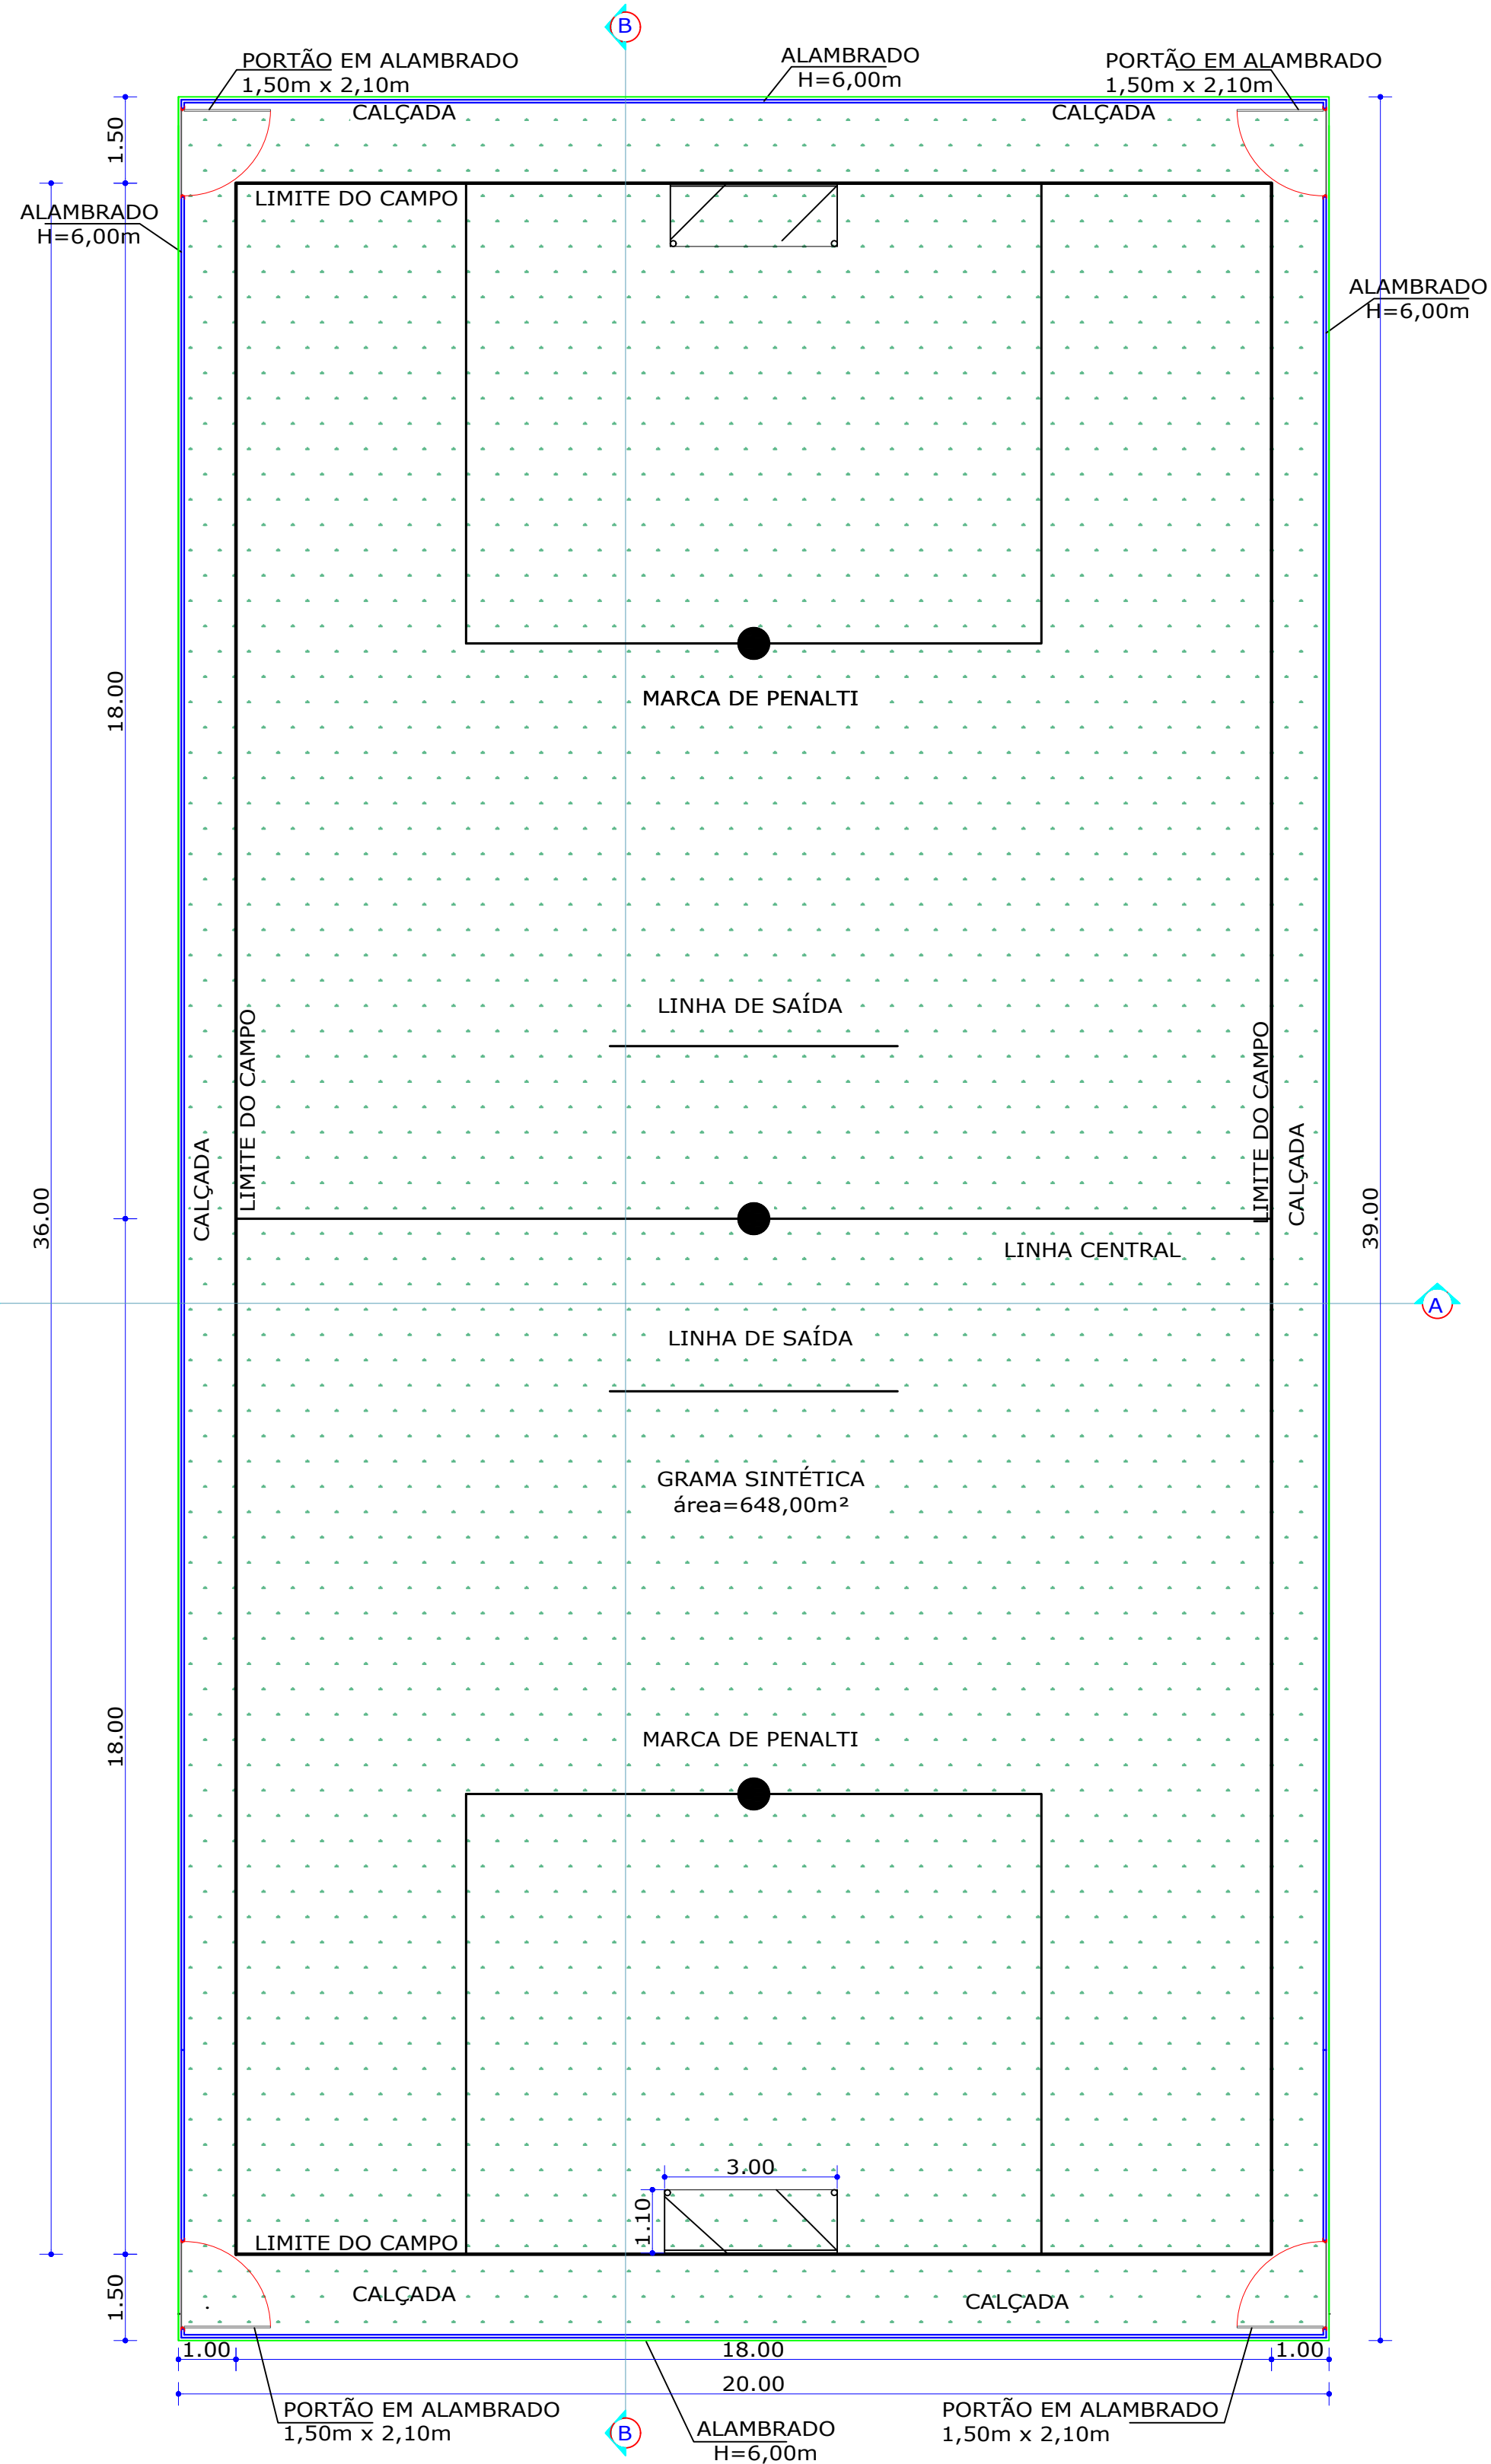 B
PORTÃO EM ALAMBRADO
1,50m x 2,10m
ALAMBRADO
H=6,00m
PORTÃO EM ALAMBRADO
1,50m x 2,10m
CALÇADA
CALÇADA
1.50
LIMITE DO CAMPO
ALAMBRADO
H=6,00m
ALAMBRADO
H=6,00m
18.00
MARCA DE PENALTI
LINHA DE SAÍDA
LIMITE DO CAMPO
LIMITE DO CAMPO
CALÇADA
CALÇADA
36.00
39.00
LINHA CENTRAL
A
LINHA DE SAÍDA
GRAMA SINTÉTICA
área=648,00m²
18.00
MARCA DE PENALTI
3.00
1.10
LIMITE DO CAMPO
1.50
CALÇADA
CALÇADA
1.00
18.00
1.00
20.00
PORTÃO EM ALAMBRADO
1,50m x 2,10m
B
ALAMBRADO
H=6,00m
PORTÃO EM ALAMBRADO
1,50m x 2,10m